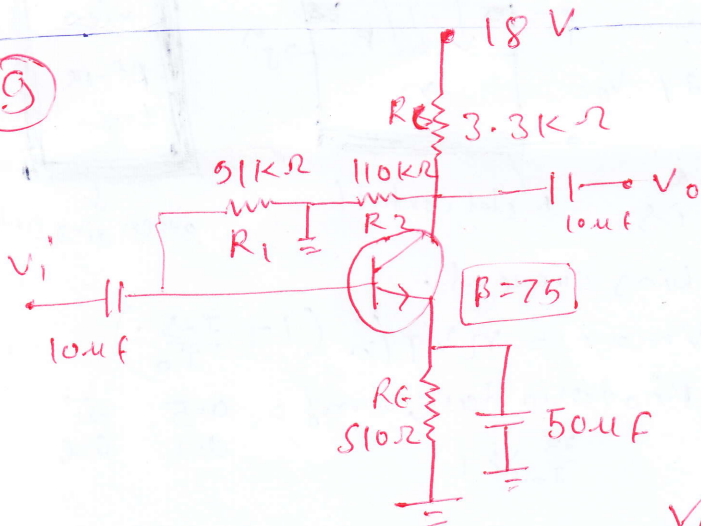 9
18 V
RC 3.3KΩ
91KΩ 110KΩ
R1 R2
Vi
10uf
Vo
10uf
B=75
RE
510Ω
50uf